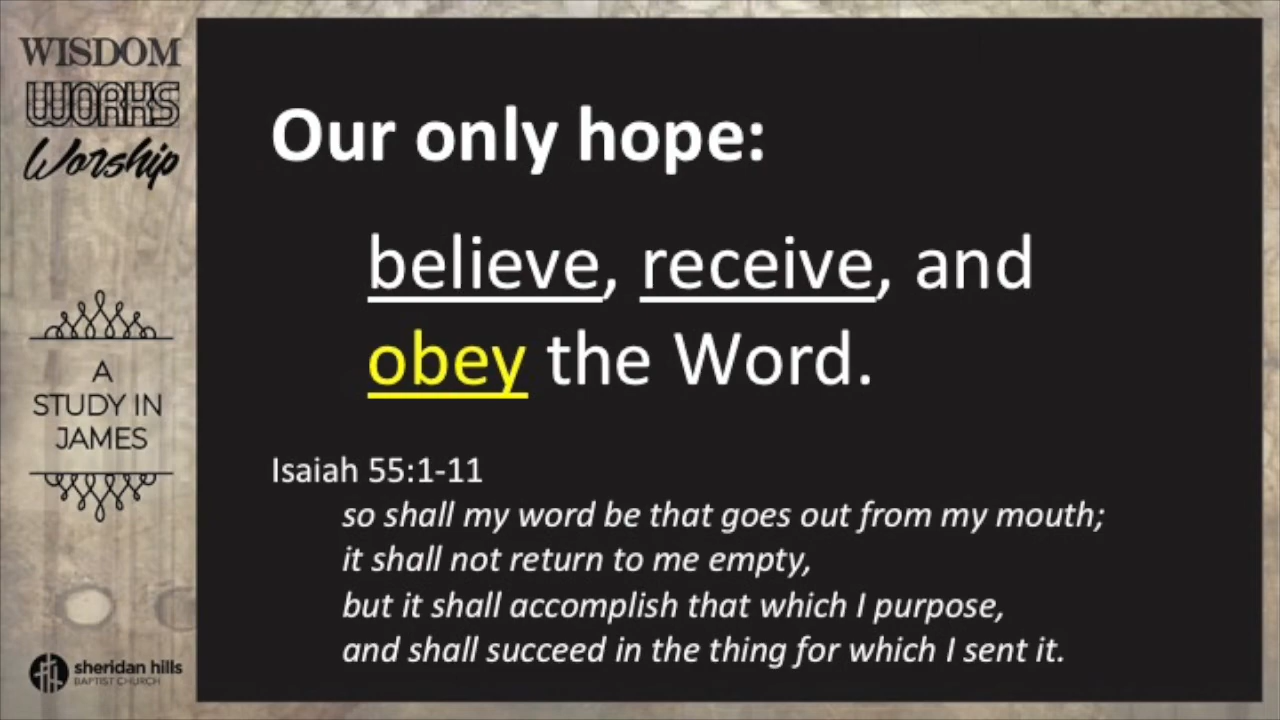 WISDOM
WORKS
Worship
A
STUDY IN
JAMES
sheridan hills
BAPTIST CHURCH
Our only hope:
believe, receive, and
obey the Word.
Isaiah 55:1-11
so shall my word be that goes out from my mouth;
it shall not return to me empty,
but it shall accomplish that which I purpose,
and shall succeed in the thing for which I sent it.